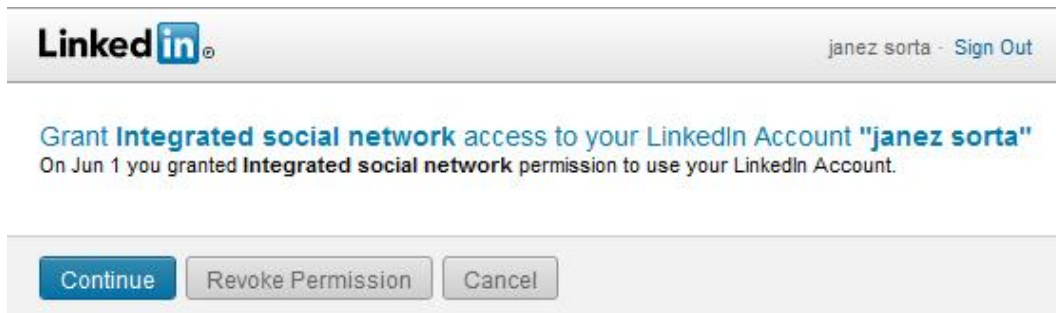 Linked in ®
janez sorta - Sign Out
Grant Integrated social network access to your LinkedIn Account "janez sorta"
On Jun 1 you granted Integrated social network permission to use your LinkedIn Account.
Continue Revoke Permission Cancel